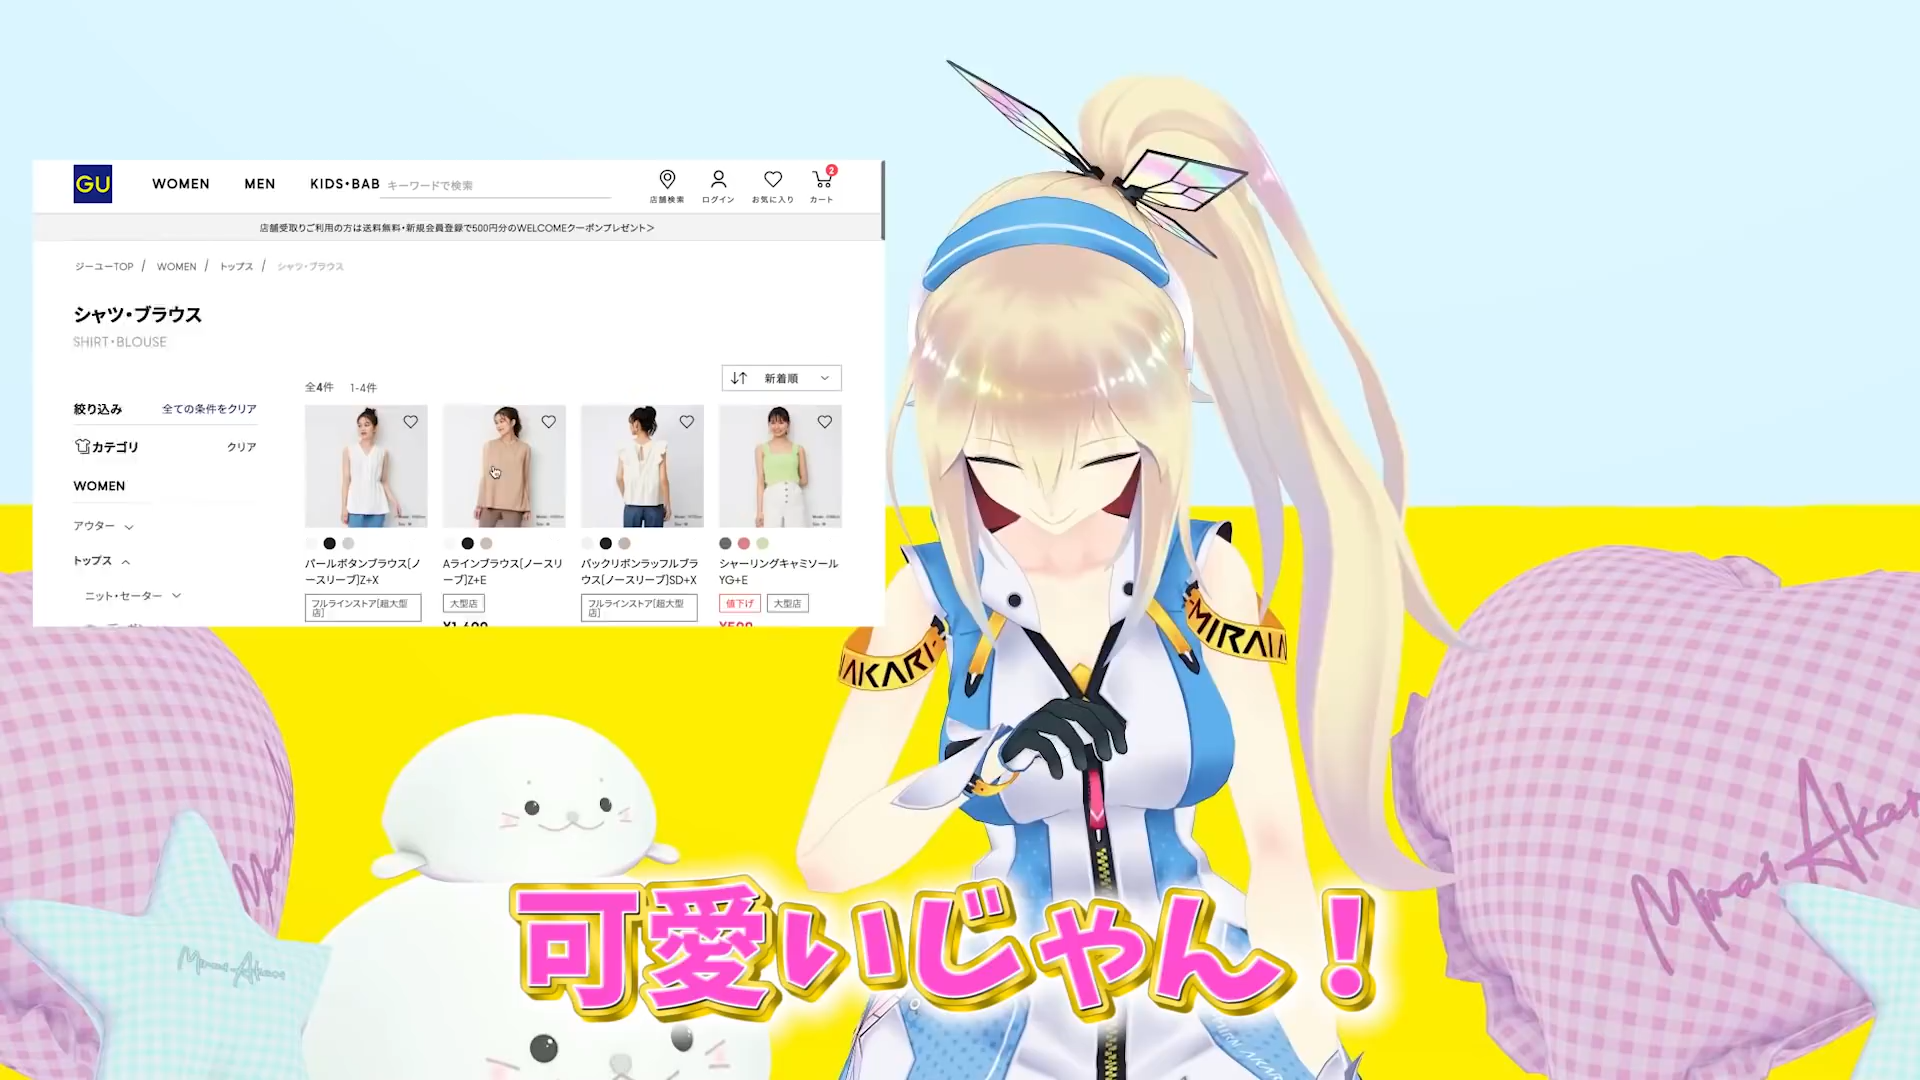 GU
WOMEN MEN KIDS・BAB キーワードで検索
店舗検索 ログイン お気に入り カート
2
店舗受取りご利用の方は送料無料・新規会員登録で500円分のWELCOMEクーポンプレゼント＞
ジーユーTOP / WOMEN / トップス / シャツ・ブラウス
シャツ・ブラウス
SHIRT・BLOUSE
全4件 1-4件
新着順
絞り込み 全ての条件をクリア
カテゴリ クリア
WOMEN
アウター
トップス
ニット・セーター
パールボタンブラウス[ノ
ースリーブ]Z+X
フルラインストア[超大型
店]
Aラインブラウス[ノースリ
ーブ]Z+E
大型店
バックリボンラッフルブラ
ウス[ノースリーブ]SD+X
フルラインストア[超大型
店]
シャーリングキャミソール
YG+E
値下げ 大型店
AKARI
MIRAI
Mirai Akari
Mirai Akari
可愛いじゃん！